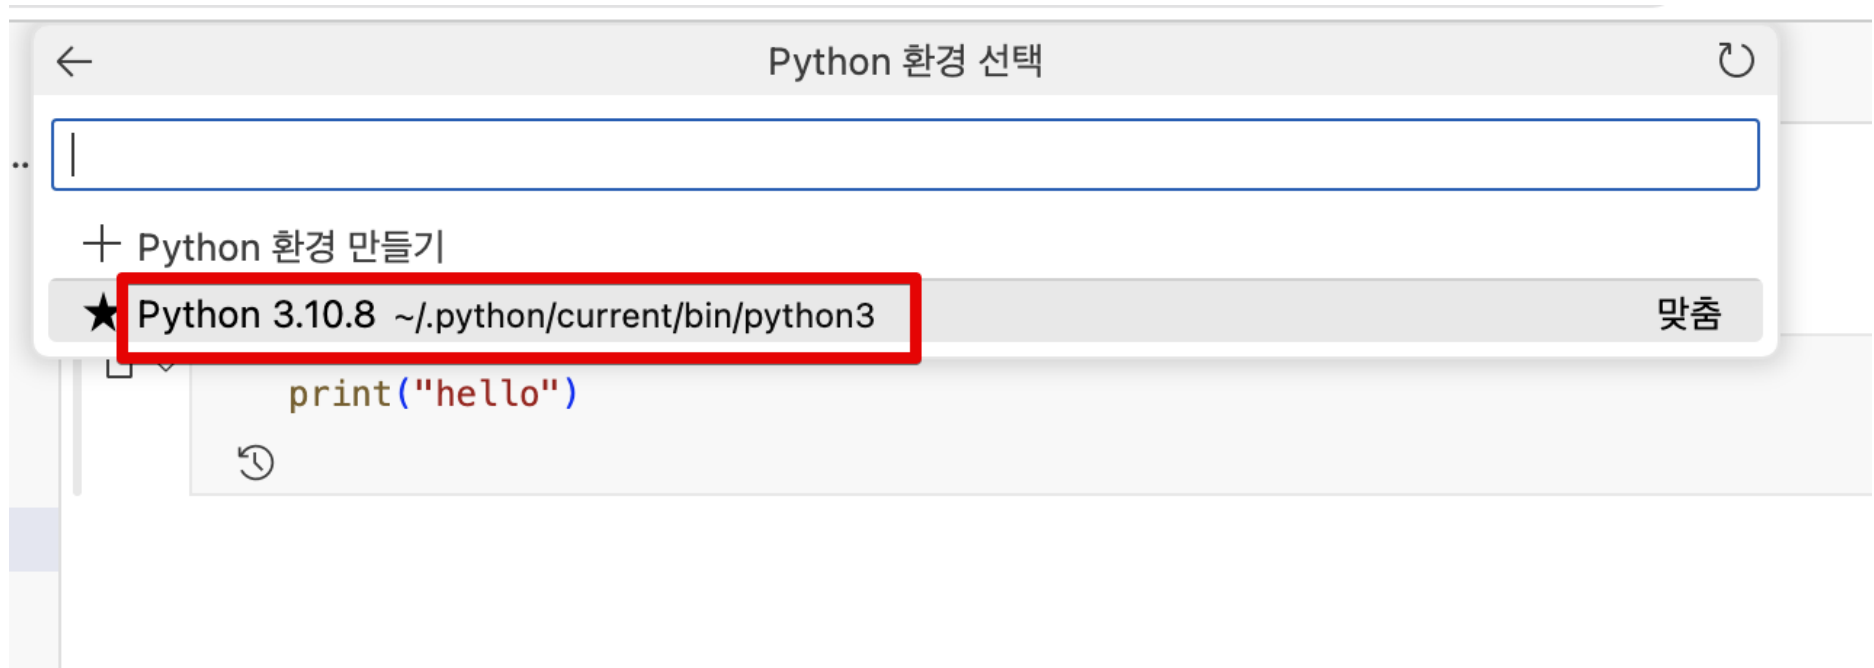 Python 환경 선택
Python 환경 만들기
★ Python 3.10.8 ~/.python/current/bin/python3 맞춤
print("hello")